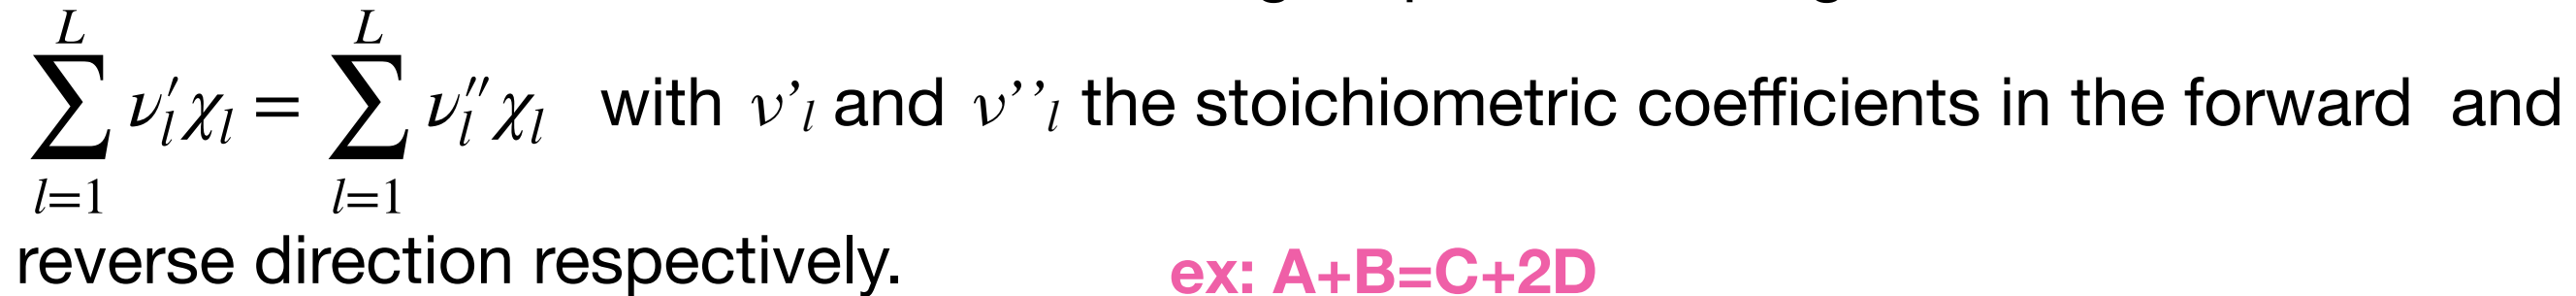 ∑_{l=1}^{L} ν′_l χ_l = ∑_{l=1}^{L} ν″_l χ_l with ν’_l and ν’’_l the stoichiometric coefficients in the forward and
reverse direction respectively. ex: A+B=C+2D